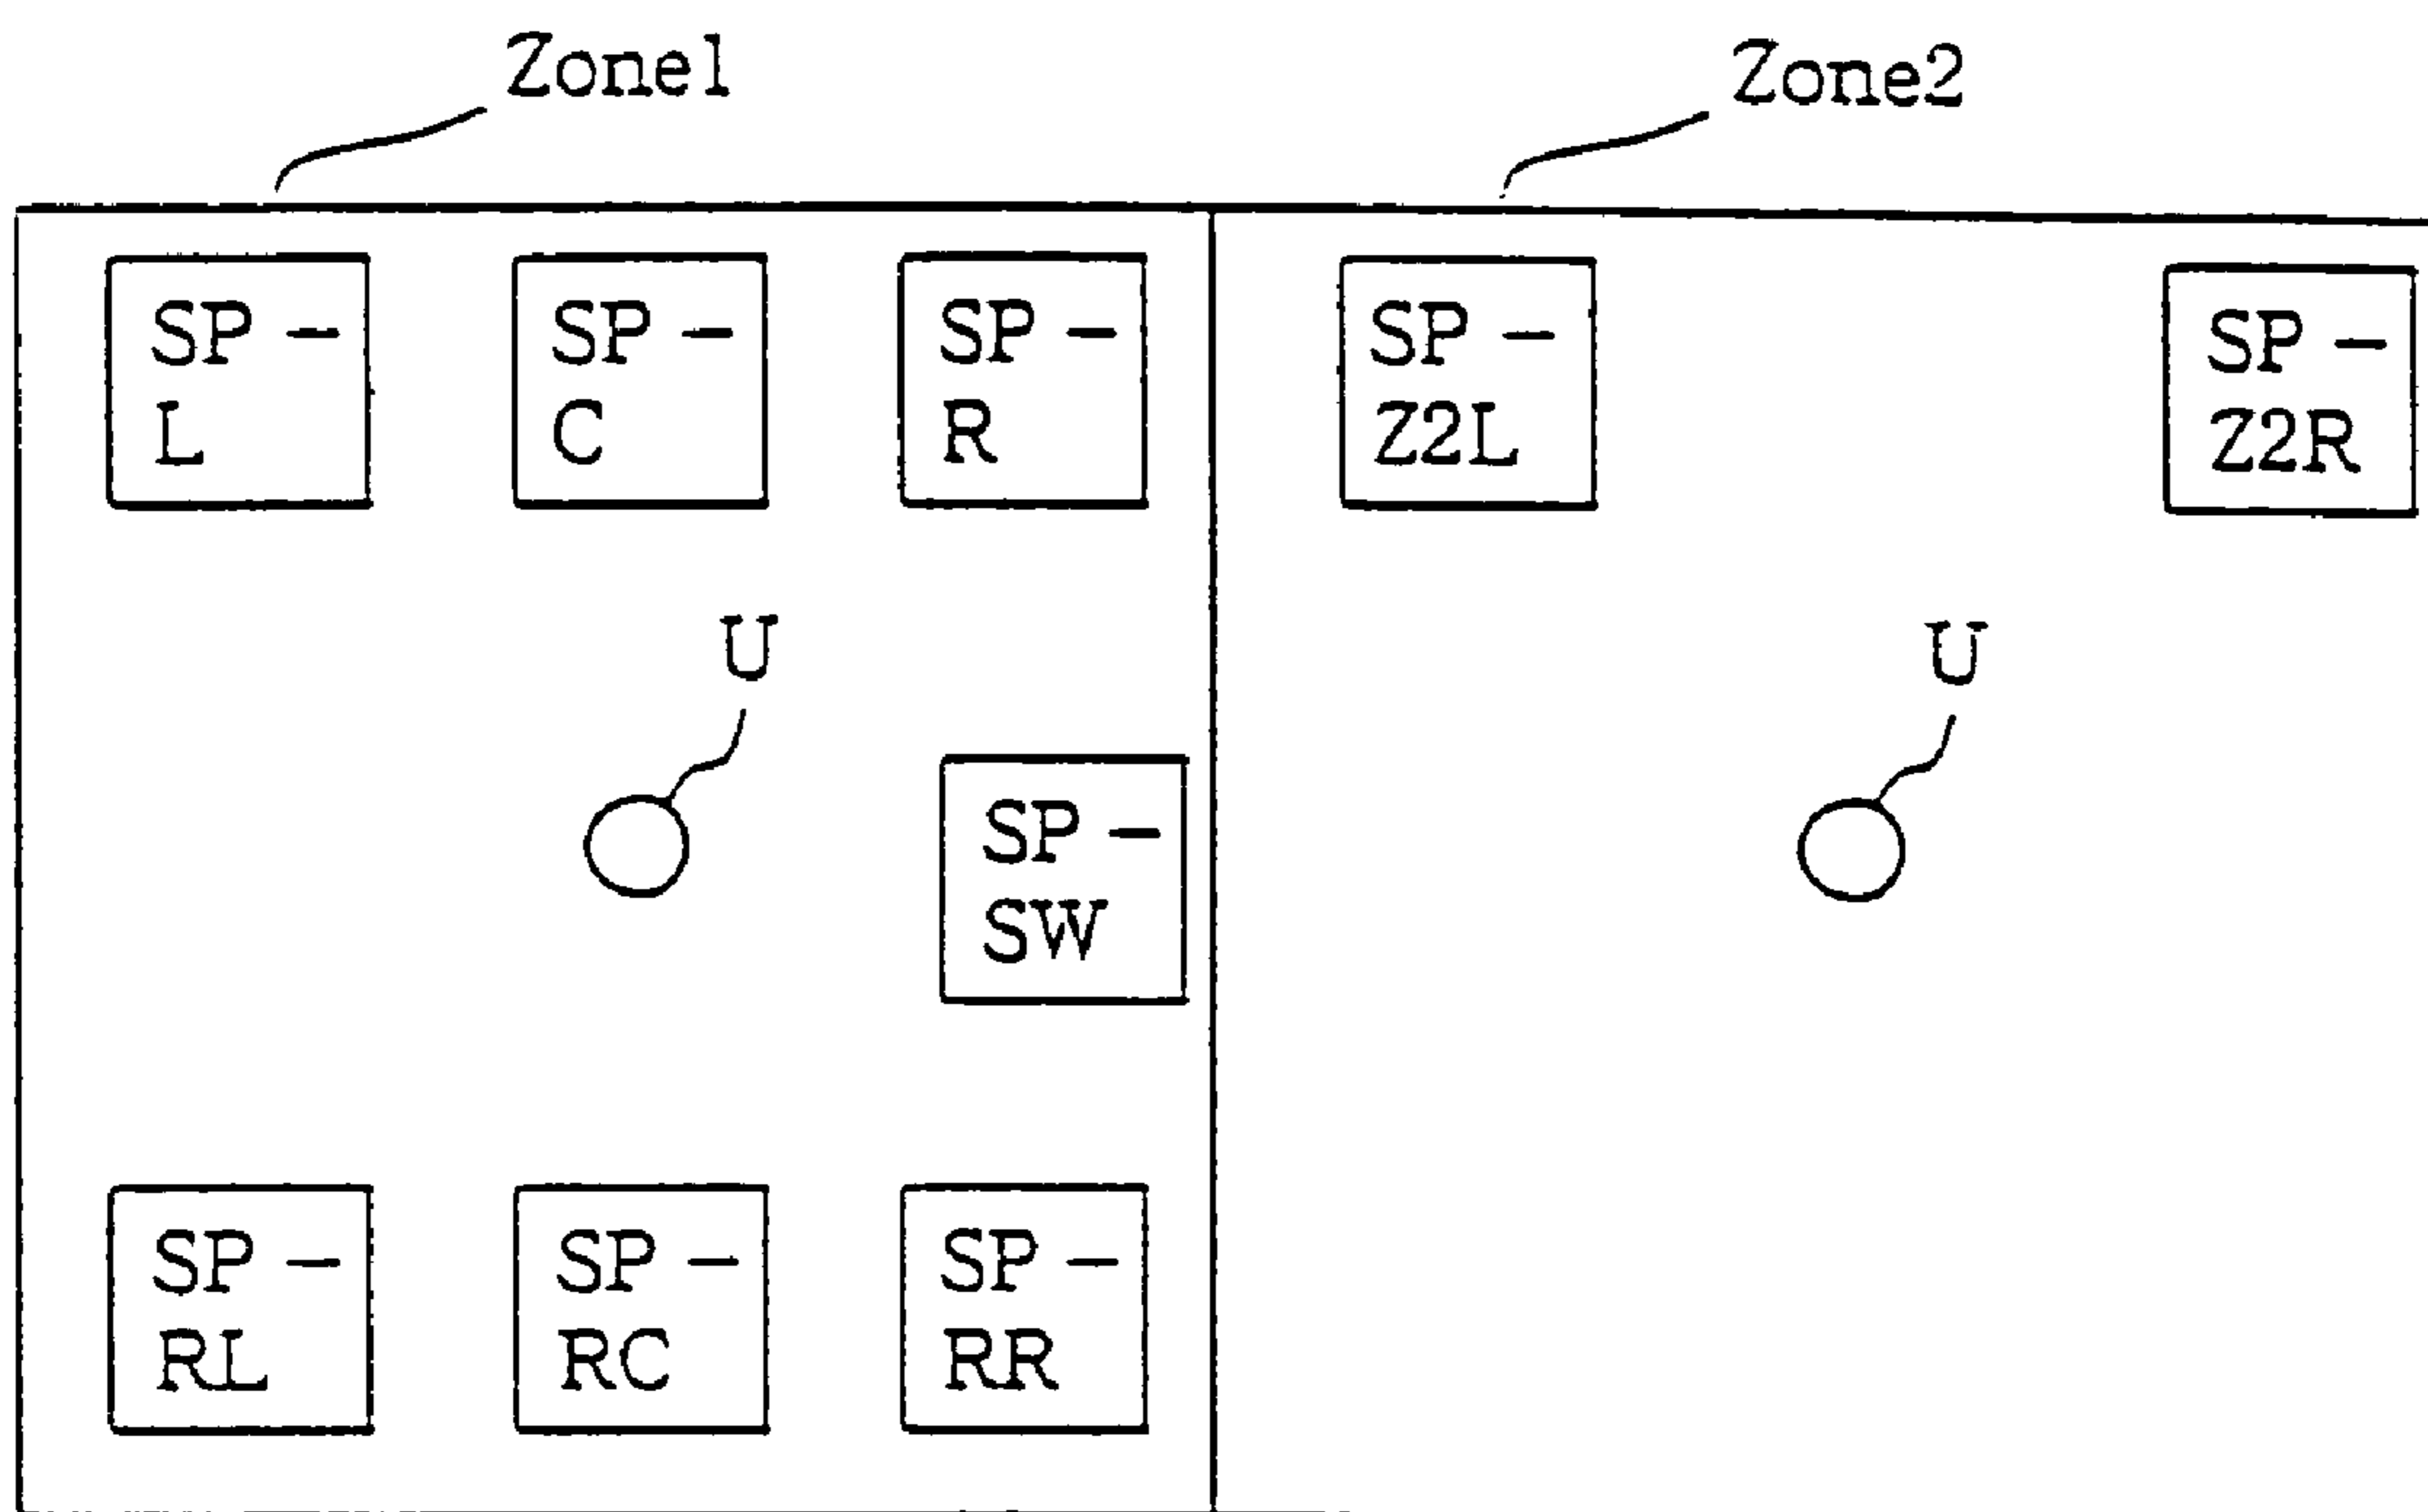 Zone1
Zone2
SP-
L
SP-
C
SP-
R
SP-
Z2L
SP-
Z2R
U
U
SP-
SW
SP-
RL
SP-
RC
SP-
RR